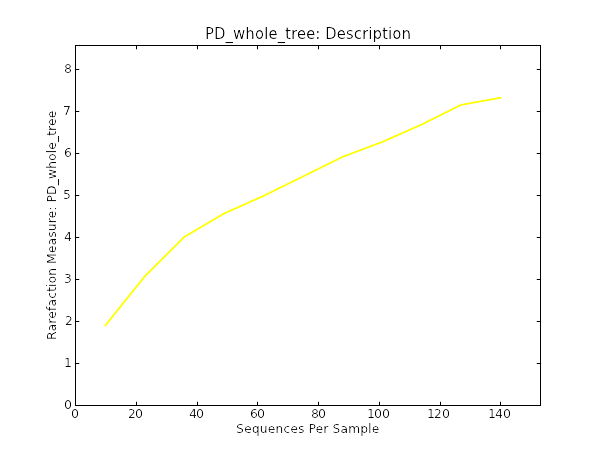 PD_whole_tree: Description
Rarefaction Measure: PD_whole_tree
8
7
6
5
4
3
2
1
0
0 20 40 60 80 100 120 140
Sequences Per Sample